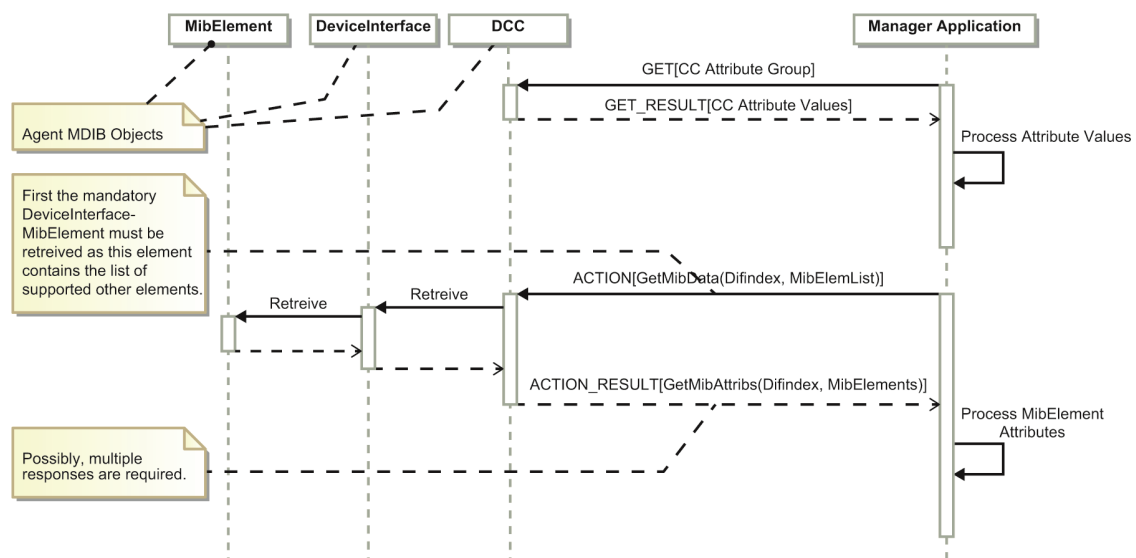 MibElement
DeviceInterface
DCC
Manager Application
GET[CC Attribute Group]
GET_RESULT[CC Attribute Values]
Agent MDIB Objects
Process Attribute Values
First the mandatory
DeviceInterface-
MibElement must be
retreived as this element
contains the list of
supported other elements.
ACTION[GetMibData(Difindex, MibElemList)]
Retreive
Retreive
ACTION_RESULT[GetMibAttribs(Difindex, MibElements)]
Process MibElement
Attributes
Possibly, multiple
responses are required.